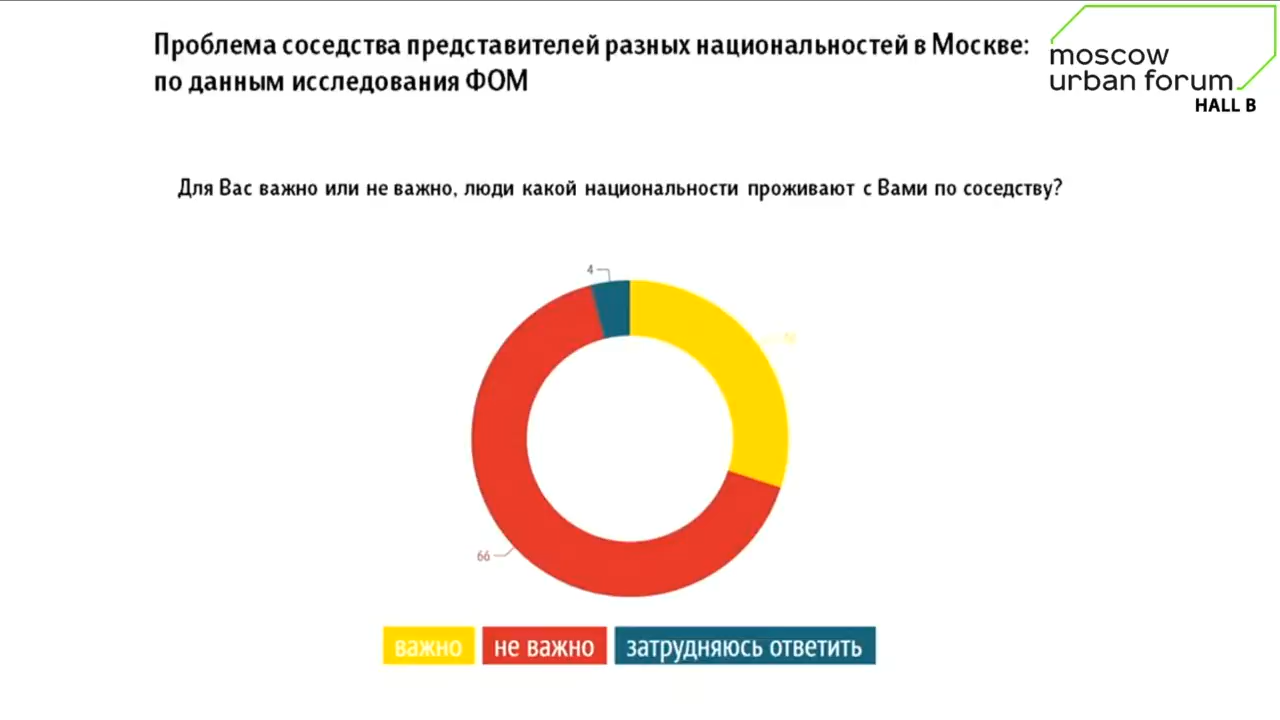 Проблема соседства представителей разных национальностей в Москве:
по данным исследования ФОМ
moscow
urban forum
HALL B
Для Вас важно или не важно, люди какой национальности проживают с Вами по соседству?
4
66
важно
не важно
затрудняюсь ответить